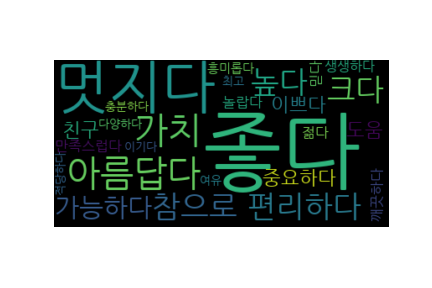 멋지다
흥미롭다
최고
높다
믿다
생생하다
크다
충분하다
놀랍다
이쁘다
친구
다양하다
가치
좋다
젊다
도움
만족스럽다
이기다
적당하다
아름답다
여유
중요하다
깨끗하다
가능하다
참으로
편리하다